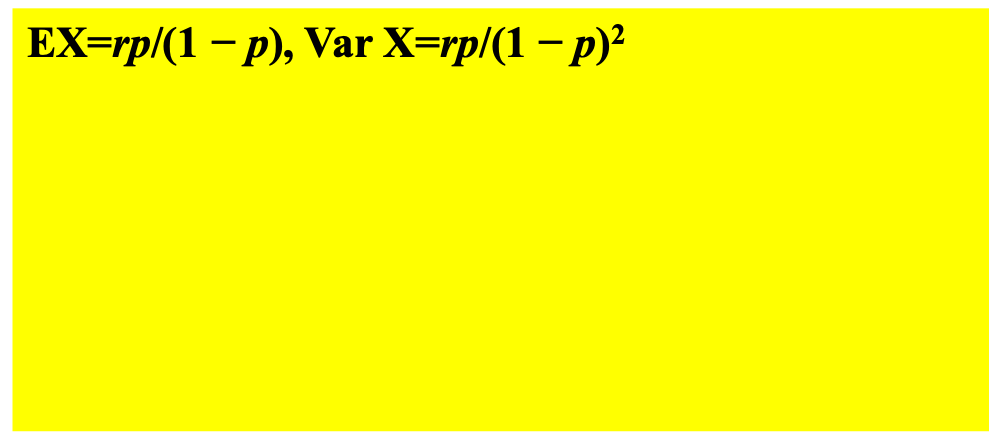 EX=rp/(1 − p), Var X=rp/(1 − p)²